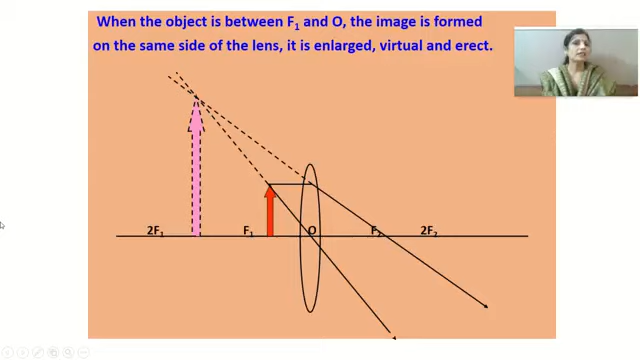 When the object is between F₁ and O, the image is formed
on the same side of the lens, it is enlarged, virtual and erect.
2F₁ F₁ O F₂ 2F₂